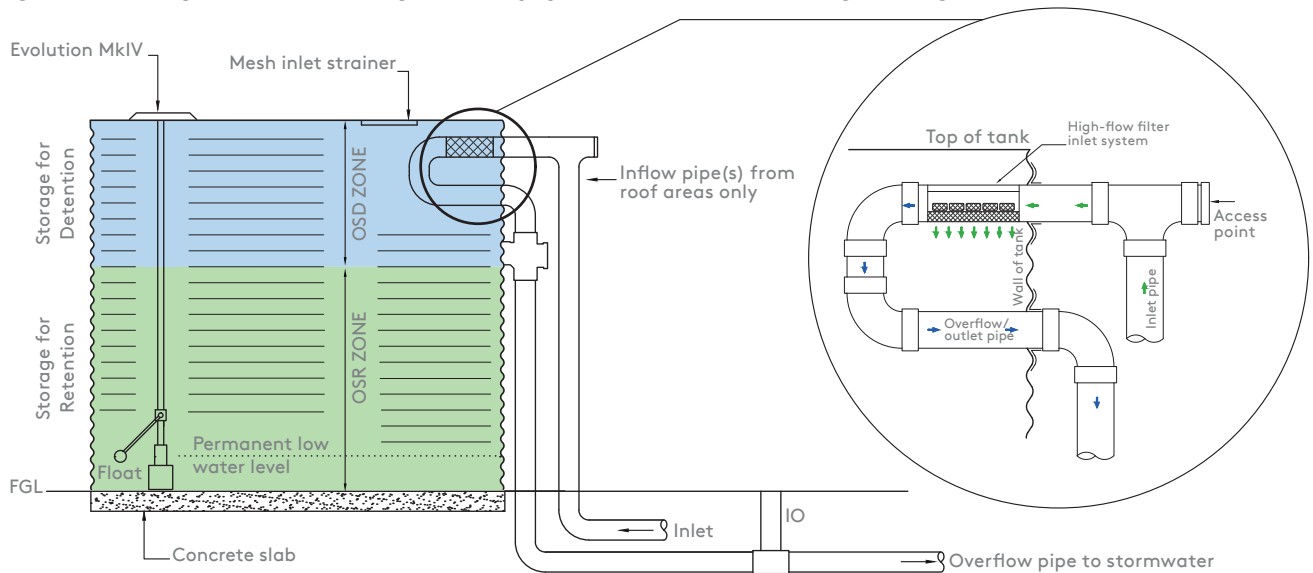 Evolution MkIV
Mesh inlet strainer
Storage for
Detention
OSD ZONE
Inflow pipe(s) from
roof areas only
Storage for
Retention
OSR ZONE
Permanent low
water level
Float
FGL
Concrete slab
Inlet
IO
Overflow pipe to stormwater
Top of tank
High-flow filter
inlet system
Access
point
Wall of tank
Inlet pipe
Overflow/
outlet pipe